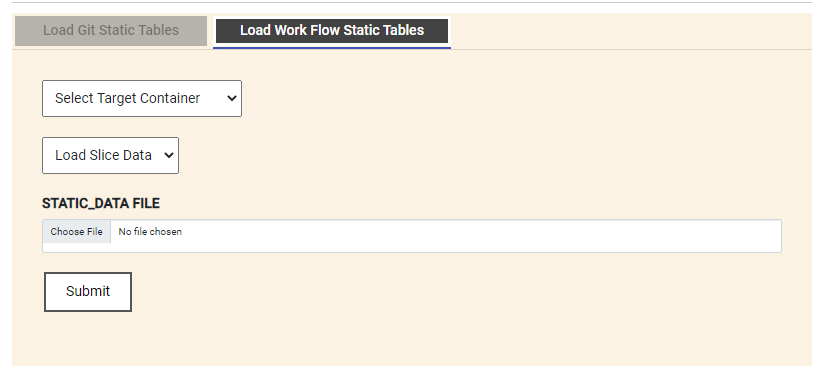 Load Git Static Tables
Load Work Flow Static Tables
Select Target Container
Load Slice Data
STATIC_DATA FILE
Choose File
No file chosen
Submit